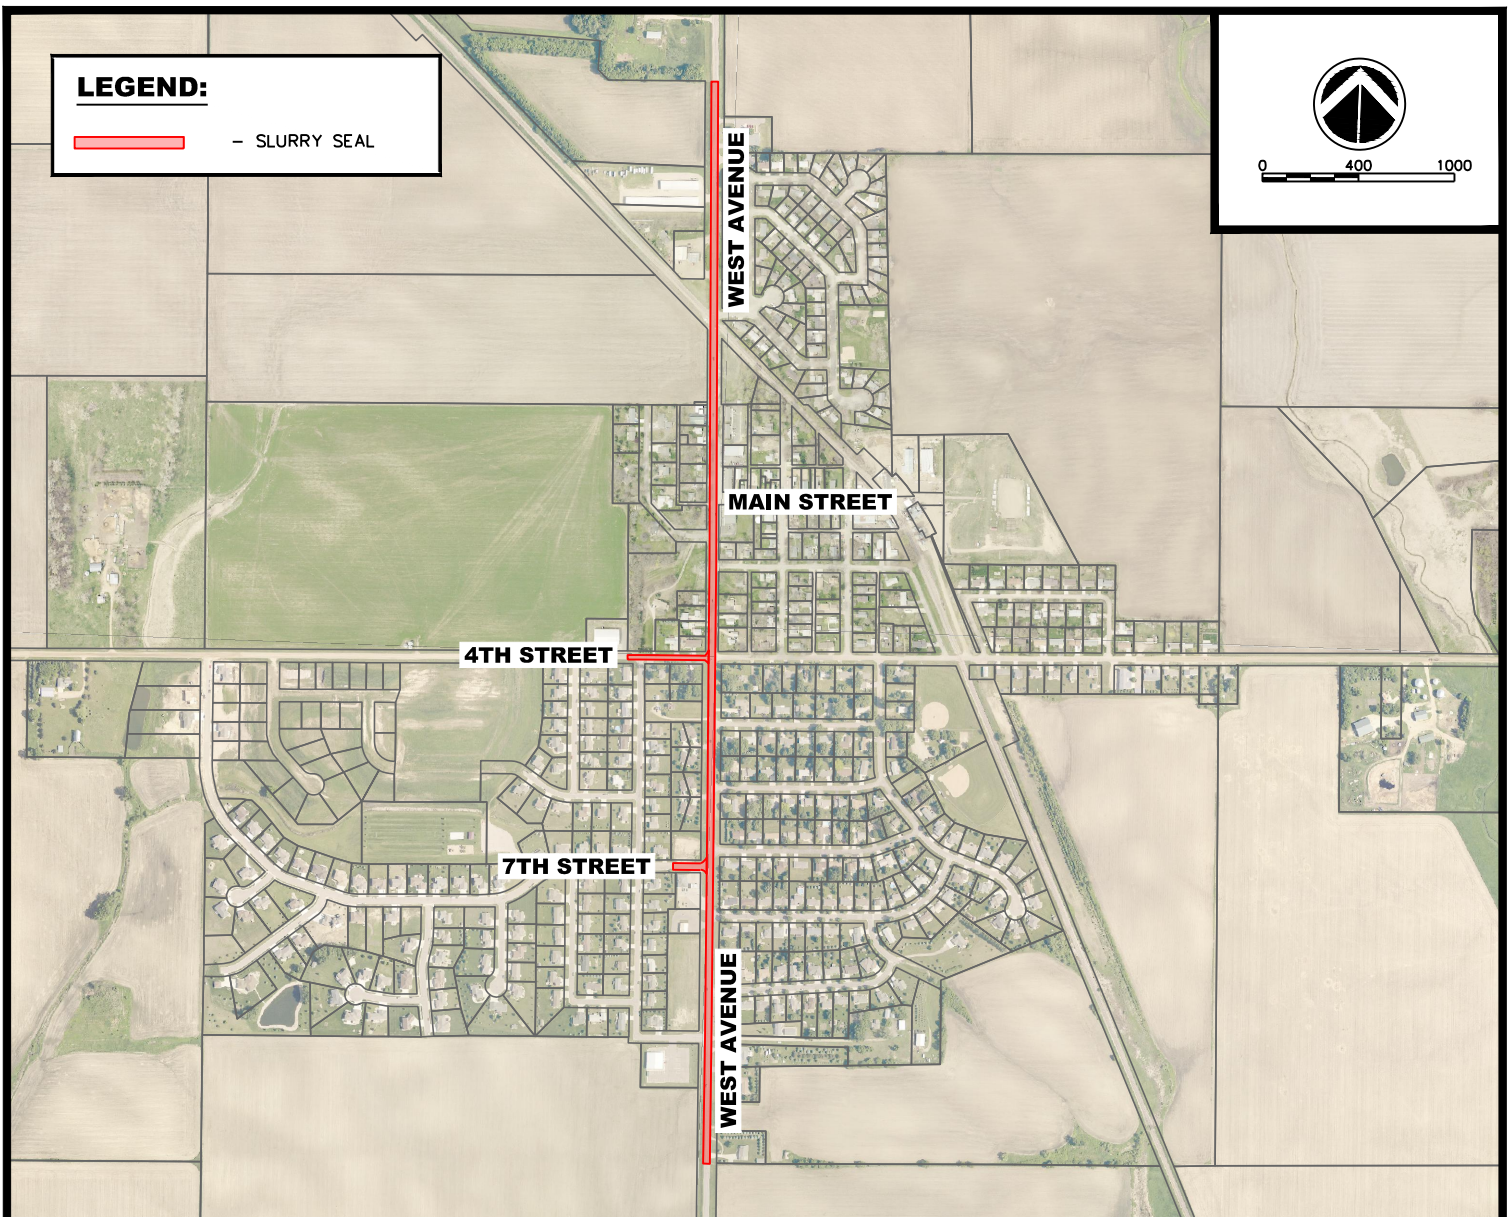 LEGEND:
- SLURRY SEAL
0 400 1000
WEST AVENUE
MAIN STREET
4TH STREET
7TH STREET
WEST AVENUE